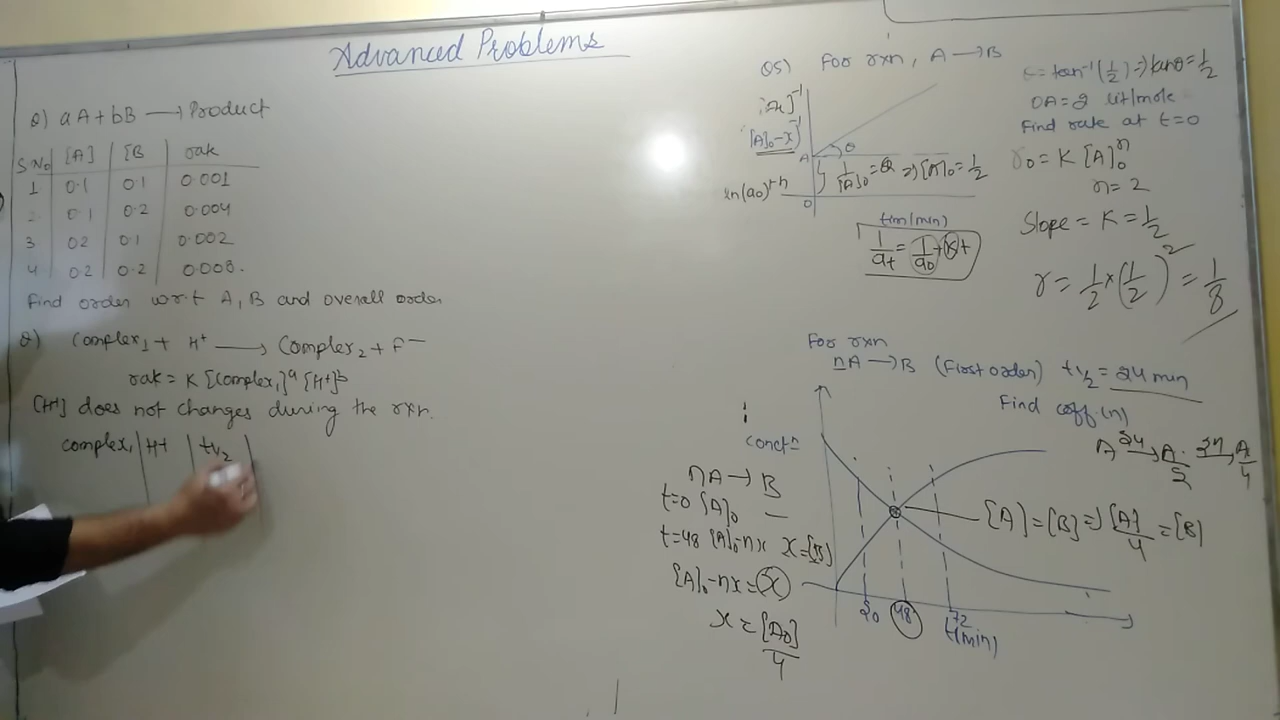 Advanced Problems
Q) aA + bB → Product
S.No [A] [B rak
1 0.1 0.1 0.001
2 0.1 0.2 0.004
3 0.2 0.1 0.002
4 0.2 0.2 0.008.
Find order w.r.t A, B and overall order
Q) Complex₁ + H⁺ → Complex₂ + F⁻
rak = K [Complex₁]ᵃ [H⁺]ᵇ
[H⁺] does not changes during the rxn.
Complex₁ H⁺ t½
Q5) For rxn, A → B
= tan⁻¹(1/2) ⇒ tanθ = 1/2
OA = 2 lit/mole
Find rate at t=0
[A]₀-x)⁻¹
A θ
1/[A]₀ = 2 ⇒ [A]₀ = 1/2
O
tim(min)
1/aₜ = 1/a₀ + kt
r₀ = K [A]₀ⁿ
n = 2
Slope = K = 1/2
r = 1/2 × (1/2)² = 1/8
For rxn
nA → B (First order) t½ = 24 min
Find coff. (n)
A 24→ A/2 24→ A/4
concⁿ
nA → B
t=0 [A]₀ —
t=48 [A]₀-nx x=[B]
[A]₀-nx = x
x = [A₀]/4
[A] = [B] ⇒ [A]/4 = [B]
48 72
t(min)